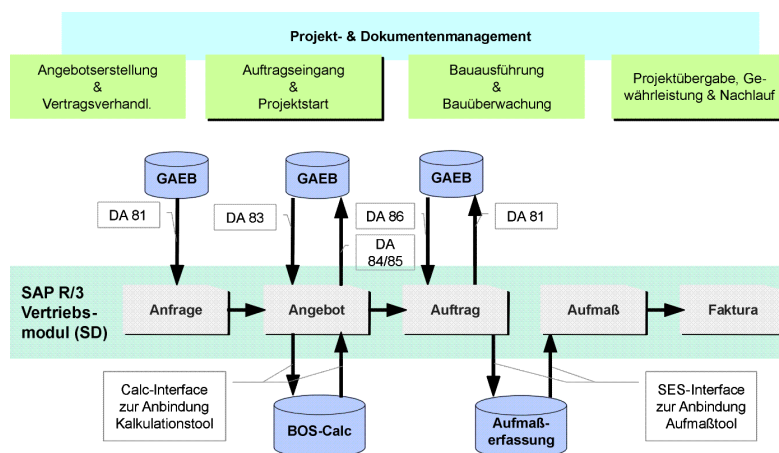 Projekt- & Dokumentenmanagement
Angebotserstellung
&
Vertragsverhandl.
Auftragseingang
&
Projektstart
Bauausführung
&
Bauüberwachung
Projektübergabe, Ge-
währleistung & Nachlauf
GAEB
GAEB
GAEB
DA 81
DA 83
DA
84/85
DA 86
DA 81
SAP R/3
Vertriebs-
modul (SD)
Anfrage
Angebot
Auftrag
Aufmaß
Faktura
Calc-Interface
zur Anbindung
Kalkulationstool
BOS-Calc
Aufmaß-
erfassung
SES-Interface
zur Anbindung
Aufmaßtool